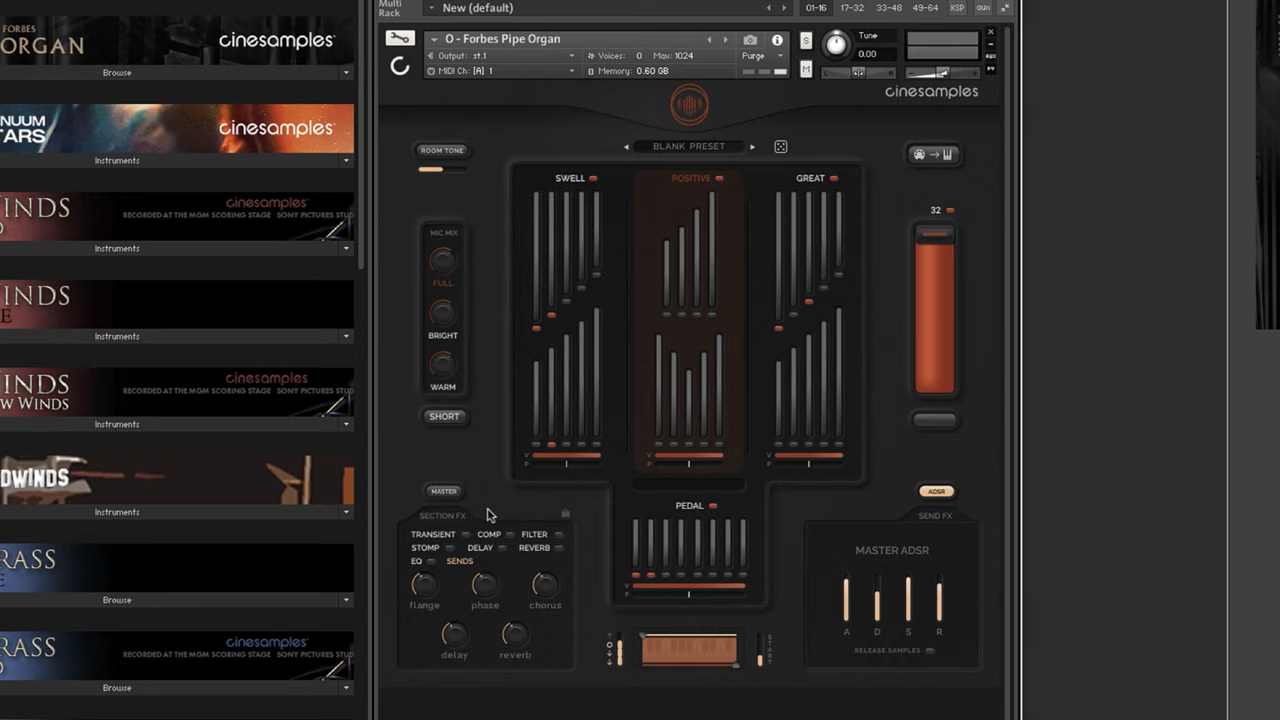 Multi
Rack
New (default)
01-16 17-32 33-48 49-64 KSP AUX
FORBES
ORGAN
cinesamples
Browse
NUUM
TARS
cinesamples
Instruments
INDS
cinesamples
RECORDED AT THE MGM SCORING STAGE SONY PICTURES STUD
Instruments
INDS
Instruments
INDS
W WINDS
cinesamples
RECORDED AT THE MGM SCORING STAGE SONY PICTURES STUD
Instruments
DWINDS
Instruments
RASS
Browse
RASS
cinesamples
RECORDED AT THE MGM SCORING STAGE SONY PICTURES STUD
Browse
O - Forbes Pipe Organ
Output: st.1 Voices: 0 Max: 1024 Purge
MIDI Ch: [A] 1 Memory: 0.60 GB
S
M
Tune
0.00
cinesamples
ROOM TONE
BLANK PRESET
SWELL
POSITIVE
GREAT
32
MIC MIX
FULL
BRIGHT
WARM
SHORT
V
P
V
P
V
P
MASTER
ADSR
PEDAL
SECTION FX
SEND FX
TRANSIENT COMP FILTER
STOMP DELAY REVERB
EQ SENDS
flange phase chorus
delay reverb
V
P
MASTER ADSR
A D S R
RELEASE SAMPLES
START